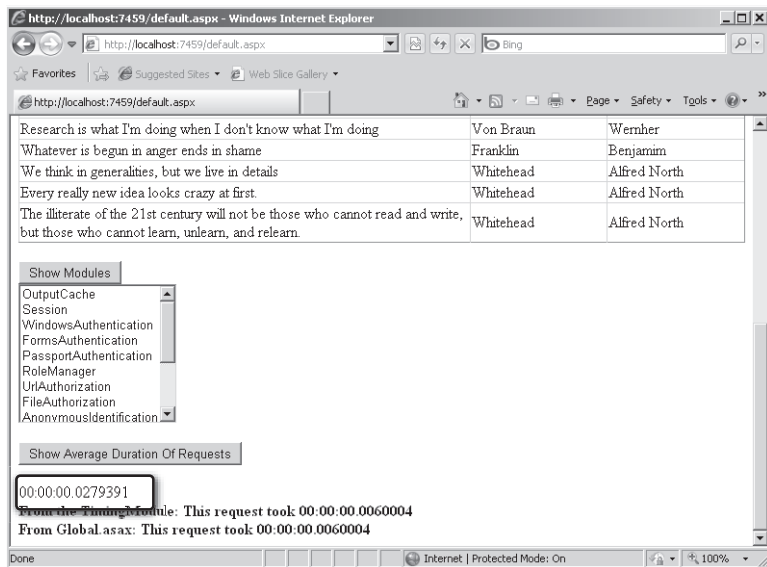 http://localhost:7459/default.aspx - Windows Internet Explorer
http://localhost:7459/default.aspx
Bing
Favorites
Suggested Sites
Web Slice Gallery
http://localhost:7459/default.aspx
Page
Safety
Tools
Research is what I'm doing when I don't know what I'm doing Von Braun Wernher
Whatever is begun in anger ends in shame Franklin Benjamim
We think in generalities, but we live in details Whitehead Alfred North
Every really new idea looks crazy at first. Whitehead Alfred North
The illiterate of the 21st century will not be those who cannot read and write,
but those who cannot learn, unlearn, and relearn. Whitehead Alfred North
Show Modules
OutputCache
Session
WindowsAuthentication
FormsAuthentication
PassportAuthentication
RoleManager
UrlAuthorization
FileAuthorization
AnonymousIdentification
Show Average Duration Of Requests
00:00:00.0279391
From the TimingModule: This request took 00:00:00.0060004
From Global.asax: This request took 00:00:00.0060004
Done
Internet | Protected Mode: On
100%